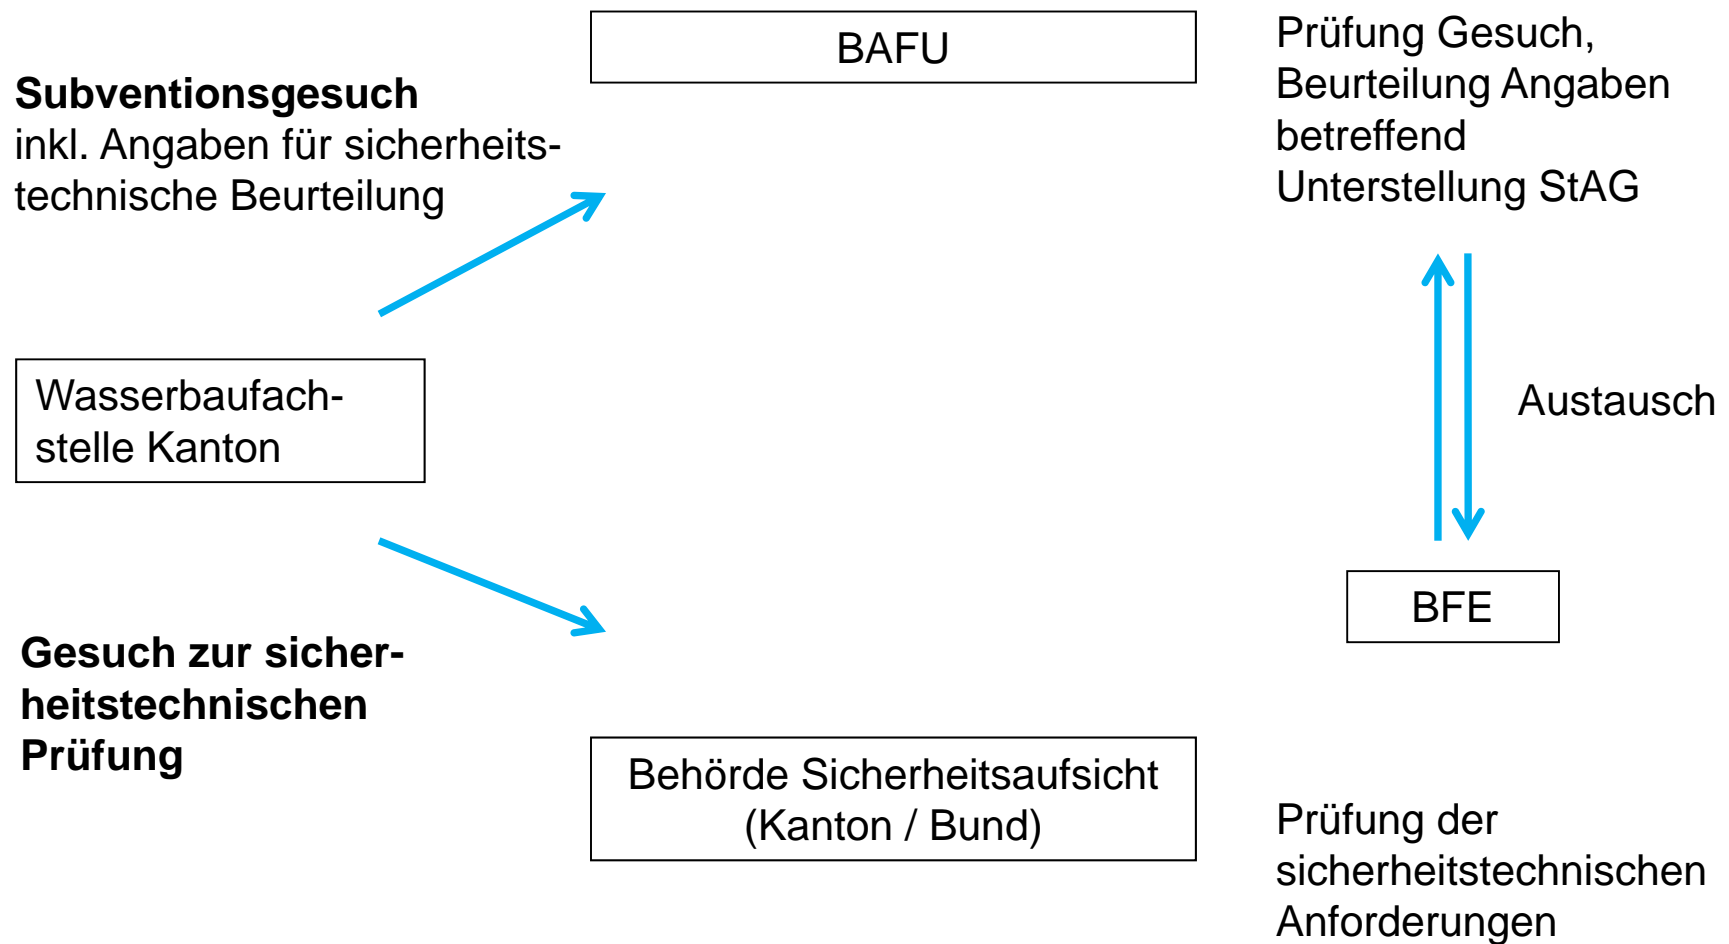 BAFU
Prüfung Gesuch,
Beurteilung Angaben
betreffend
Unterstellung StAG
Subventionsgesuch
inkl. Angaben für sicherheits-
technische Beurteilung
Wasserbaufach-
stelle Kanton
Austausch
BFE
Gesuch zur sicher-
heitstechnischen
Prüfung
Behörde Sicherheitsaufsicht
(Kanton / Bund)
Prüfung der
sicherheitstechnischen
Anforderungen